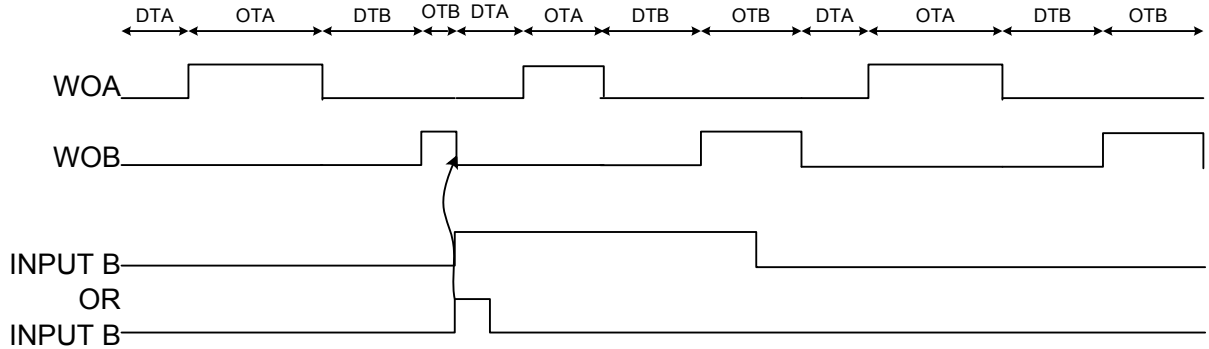 DTA OTA DTB OTB DTA OTA DTB OTB DTA OTA DTB OTB
WOA
WOB
INPUT B
OR
INPUT B